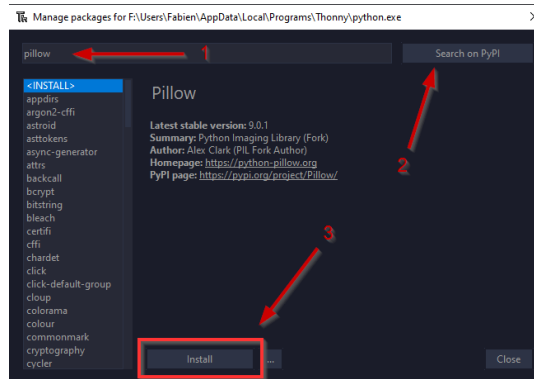 Manage packages for F:\Users\Fabien\AppData\Local\Programs\Thonny\python.exe
pillow
1
Search on PyPI
2
<INSTALL>
appdirs
argon2-cffi
astroid
asttokens
async-generator
attrs
backcall
bcrypt
bitstring
bleach
certifi
cffi
chardet
click
click-default-group
cloup
colorama
colour
commonmark
cryptography
cycler
Pillow
Latest stable version: 9.0.1
Summary: Python Imaging Library (Fork)
Author: Alex Clark (PIL Fork Author)
Homepage: https://python-pillow.org
PyPI page: https://pypi.org/project/Pillow/
3
Install
...
Close